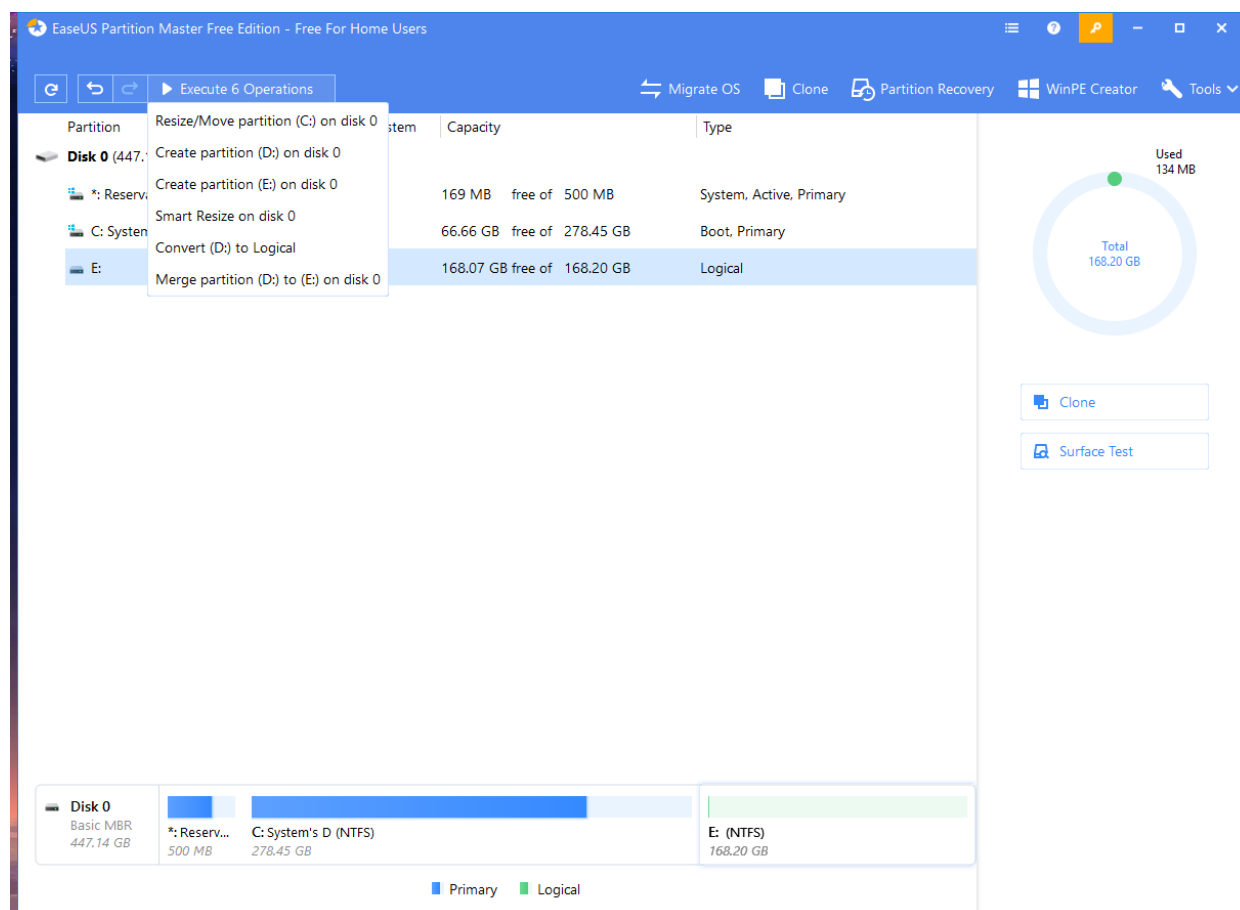 EaseUS Partition Master Free Edition - Free For Home Users
Execute 6 Operations
Migrate OS
Clone
Partition Recovery
WinPE Creator
Tools
Resize/Move partition (C:) on disk 0
Create partition (D:) on disk 0
Create partition (E:) on disk 0
Smart Resize on disk 0
Convert (D:) to Logical
Merge partition (D:) to (E:) on disk 0
Partition stem Capacity Type
Disk 0 (447.
*: Reserv 169 MB free of 500 MB System, Active, Primary
C: System 66.66 GB free of 278.45 GB Boot, Primary
E: 168.07 GB free of 168.20 GB Logical
Used
134 MB
Total
168.20 GB
Clone
Surface Test
Disk 0
Basic MBR
447.14 GB
*: Reserv...
500 MB
C: System's D (NTFS)
278.45 GB
E: (NTFS)
168.20 GB
Primary
Logical